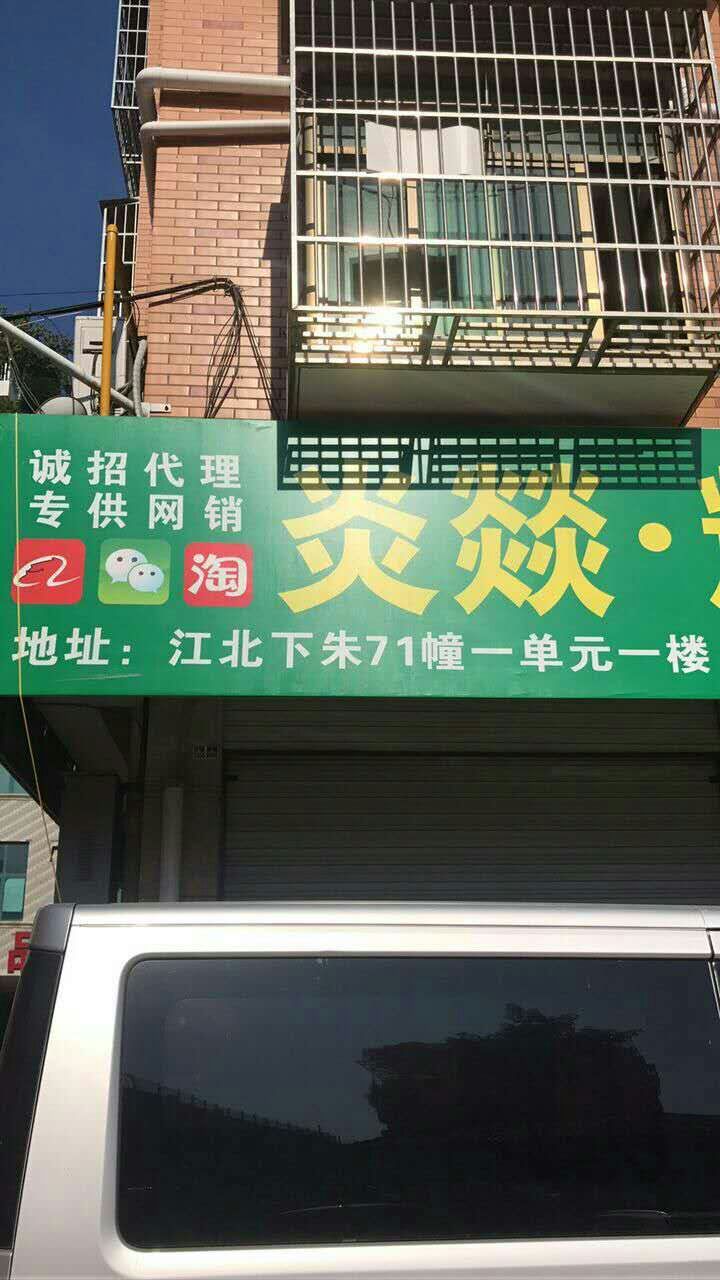 诚招代理
专供网销
淘
炎燚·
地址：江北下朱71幢一单元一楼